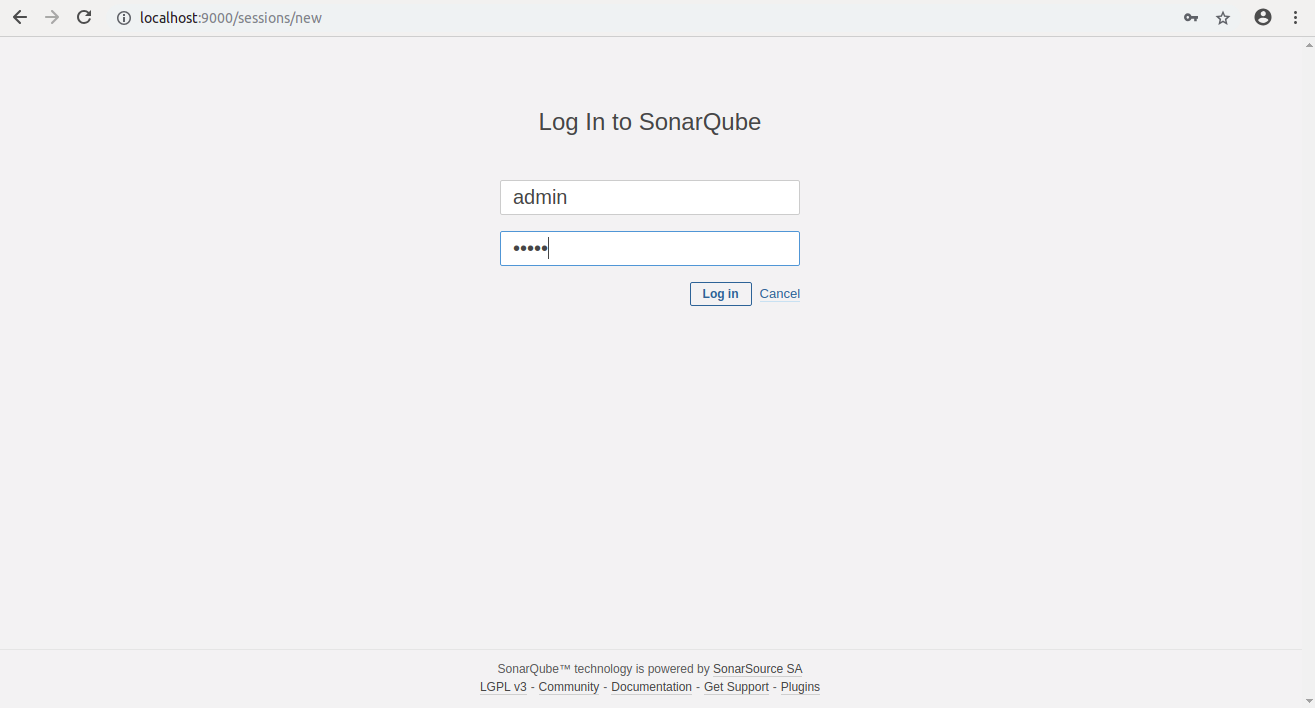 localhost:9000/sessions/new
Log In to SonarQube
admin
•••••
Log in Cancel
SonarQube™ technology is powered by SonarSource SA
LGPL v3 - Community - Documentation - Get Support - Plugins